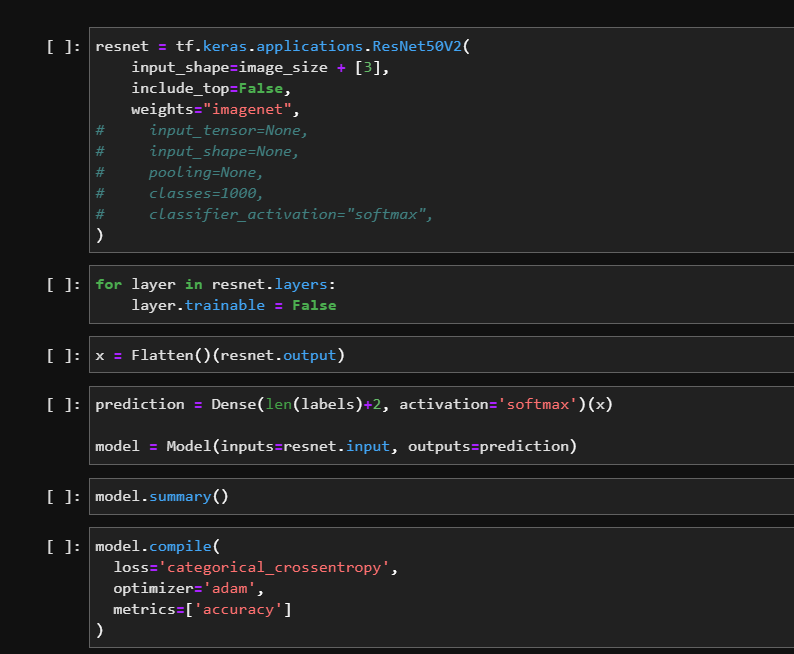 [ ]: resnet = tf.keras.applications.ResNet50V2(
    input_shape=image_size + [3],
    include_top=False,
    weights="imagenet",
#     input_tensor=None,
#     input_shape=None,
#     pooling=None,
#     classes=1000,
#     classifier_activation="softmax",
)
[ ]: for layer in resnet.layers:
    layer.trainable = False
[ ]: x = Flatten()(resnet.output)
[ ]: prediction = Dense(len(labels)+2, activation='softmax')(x)
model = Model(inputs=resnet.input, outputs=prediction)
[ ]: model.summary()
[ ]: model.compile(
  loss='categorical_crossentropy',
  optimizer='adam',
  metrics=['accuracy']
)